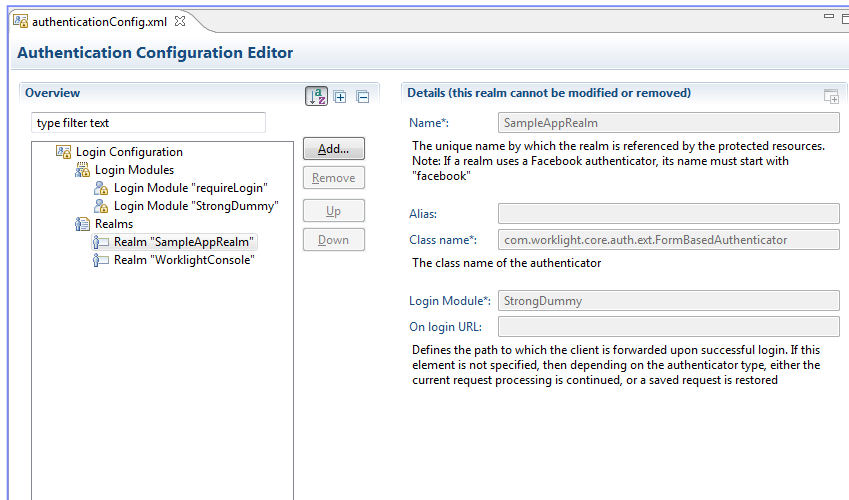 authenticationConfig.xml
Authentication Configuration Editor
Overview
type filter text
Login Configuration
Login Modules
Login Module "requireLogin"
Login Module "StrongDummy"
Realms
Realm "SampleAppRealm"
Realm "WorklightConsole"
Add...
Remove
Up
Down
Details (this realm cannot be modified or removed)
Name*: SampleAppRealm
The unique name by which the realm is referenced by the protected resources.
Note: If a realm uses a Facebook authenticator, its name must start with
"facebook"
Alias:
Class name*: com.worklight.core.auth.ext.FormBasedAuthenticator
The class name of the authenticator
Login Module*: StrongDummy
On login URL:
Defines the path to which the client is forwarded upon successful login. If this
element is not specified, then depending on the authenticator type, either the
current request processing is continued, or a saved request is restored